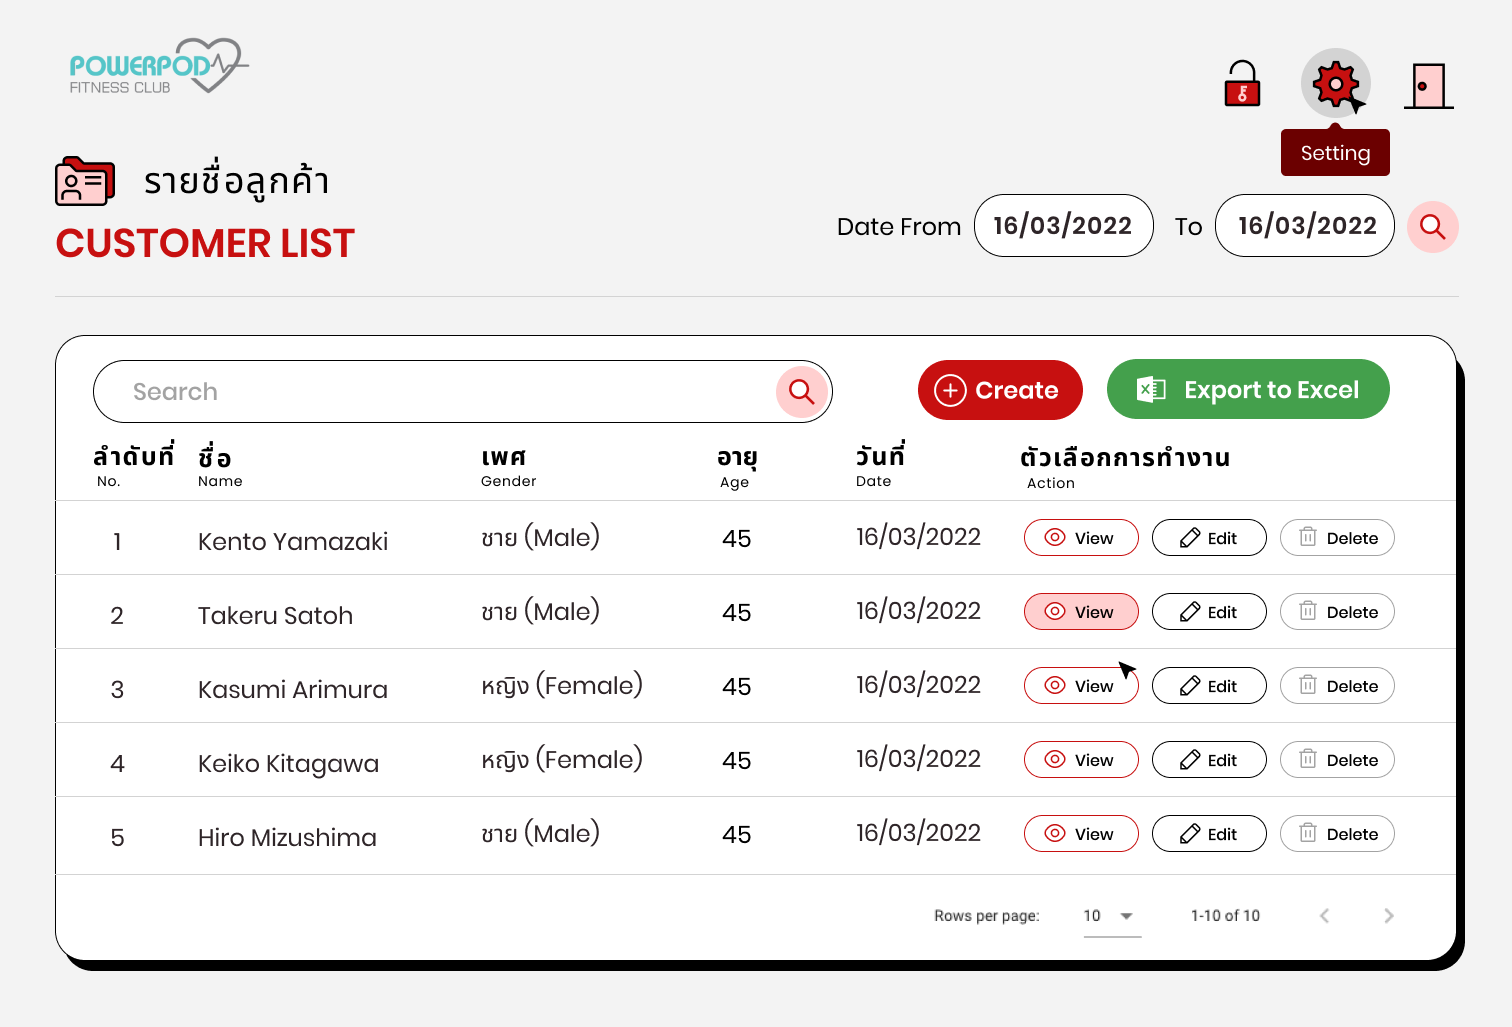 POWERPOD
FITNESS CLUB
Setting
รายชื่อลูกค้า
CUSTOMER LIST
Date From 16/03/2022 To 16/03/2022
Search
Create
Export to Excel
ลำดับที่ ชื่อ เพศ อายุ วันที่ ตัวเลือกการทำงาน
No. Name Gender Age Date Action
1 Kento Yamazaki ชาย (Male) 45 16/03/2022 View Edit Delete
2 Takeru Satoh ชาย (Male) 45 16/03/2022 View Edit Delete
3 Kasumi Arimura หญิง (Female) 45 16/03/2022 View Edit Delete
4 Keiko Kitagawa หญิง (Female) 45 16/03/2022 View Edit Delete
5 Hiro Mizushima ชาย (Male) 45 16/03/2022 View Edit Delete
Rows per page: 10 1-10 of 10